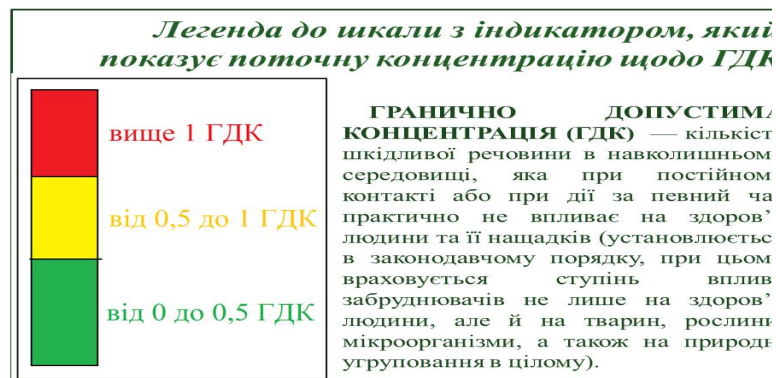 Легенда до шкали з індикатором, який
показує поточну концентрацію щодо ГДК
вище 1 ГДК
від 0,5 до 1 ГДК
від 0 до 0,5 ГДК
ГРАНИЧНО ДОПУСТИМА
КОНЦЕНТРАЦІЯ (ГДК) — кількіст
шкідливої речовини в навколишньом
середовищі, яка при постійном
контакті або при дії за певний ча
практично не впливає на здоров’
людини та її нащадків (установлюєтьс
в законодавчому порядку, при цьом
враховується ступінь вплив
забруднювачів не лише на здоров’
людини, але й на тварин, рослини
мікроорганізми, а також на природн
угруповання в цілому).